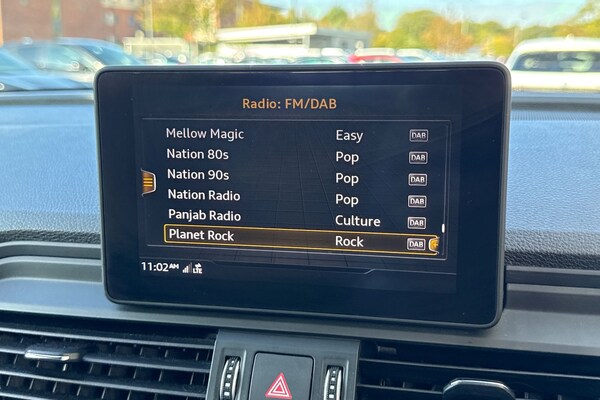 Radio: FM/DAB
Mellow Magic Easy DAB
Nation 80s Pop DAB
Nation 90s Pop DAB
Nation Radio Pop DAB
Panjab Radio Culture DAB
Planet Rock Rock DAB
11:02AM LTE